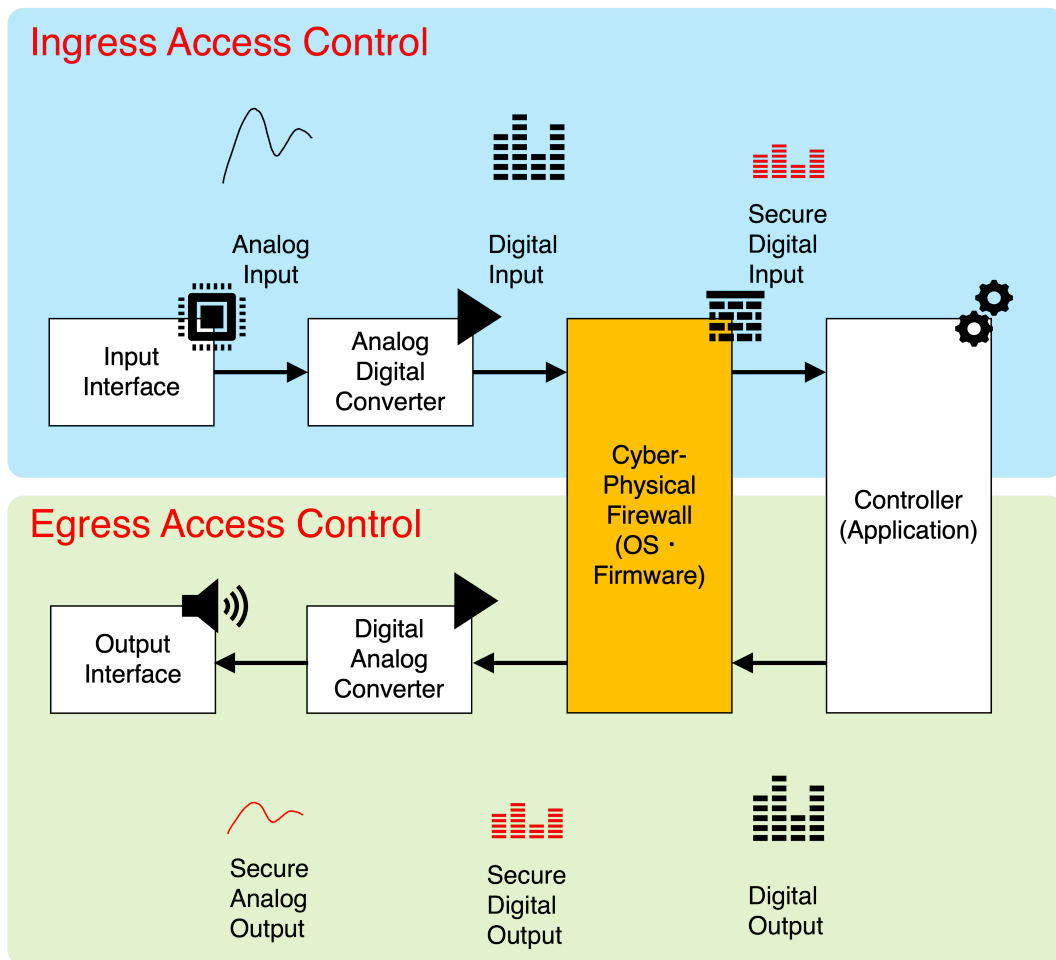 Ingress Access Control
Analog
Input
Digital
Input
Secure
Digital
Input
Input
Interface
Analog
Digital
Converter
Cyber-
Physical
Firewall
(OS・
Firmware)
Controller
(Application)
Egress Access Control
Output
Interface
Digital
Analog
Converter
Secure
Analog
Output
Secure
Digital
Output
Digital
Output